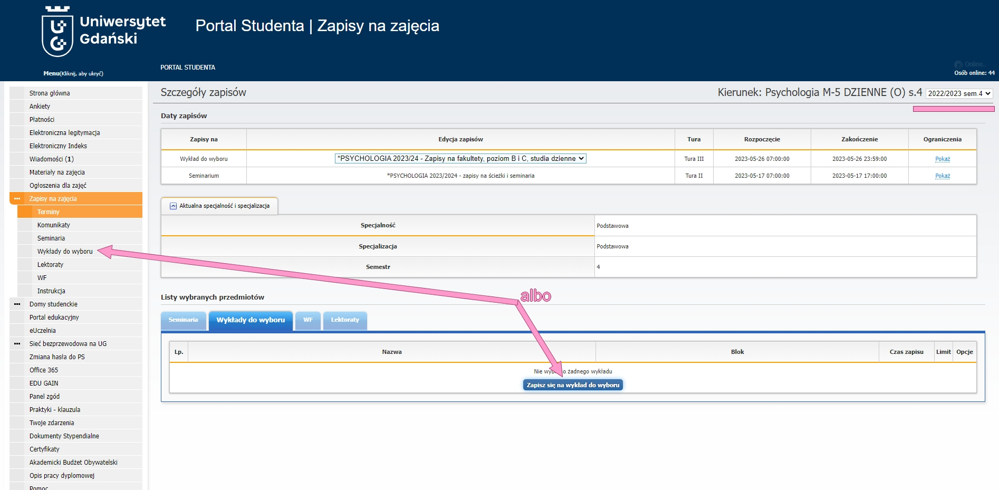 Uniwersytet
Gdański
Portal Studenta | Zapisy na zajęcia
Menu(Kliknij, aby ukryć)
PORTAL STUDENTA
Online..
Osób online: 44
Strona główna
Ankiety
Płatności
Elektroniczna legitymacja
Elektroniczny Indeks
Wiadomości (1)
Materiały na zajęcia
Ogłoszenia dla zajęć
Zapisy na zajęcia
Terminy
Komunikaty
Seminaria
Wykłady do wyboru
Lektoraty
WF
Instrukcja
Domy studenckie
Portal edukacyjny
eUczelnia
Sieć bezprzewodowa na UG
Zmiana hasła do PS
Office 365
EDU GAIN
Panel zgód
Praktyki - klauzula
Twoje zdarzenia
Dokumenty Stypendialne
Certyfikaty
Akademicki Budżet Obywatelski
Opis pracy dyplomowej
Pomoc
Szczegóły zapisów
Kierunek: Psychologia M-5 DZIENNE (O) s.4 2022/2023 sem.4
Daty zapisów
Zapisy na Edycja zapisów Tura Rozpoczęcie Zakończenie Ograniczenia
Wykład do wyboru *PSYCHOLOGIA 2023/24 - Zapisy na fakultety, poziom B i C, studia dzienne Tura III 2023-05-26 07:00:00 2023-05-26 23:59:00 Pokaż
Seminarium *PSYCHOLOGIA 2023/2024 - zapisy na ścieżki i seminaria Tura II 2023-05-17 07:00:00 2023-05-17 17:00:00 Pokaż
Aktualna specjalność i specjalizacja
Specjalność Podstawowa
Specjalizacja Podstawowa
Semestr 4
albo
Listy wybranych przedmiotów
Seminaria Wykłady do wyboru WF Lektoraty
Lp. Nazwa Blok Czas zapisu Limit Opcje
Nie żadnego wykładu
Zapisz się na wykład do wyboru